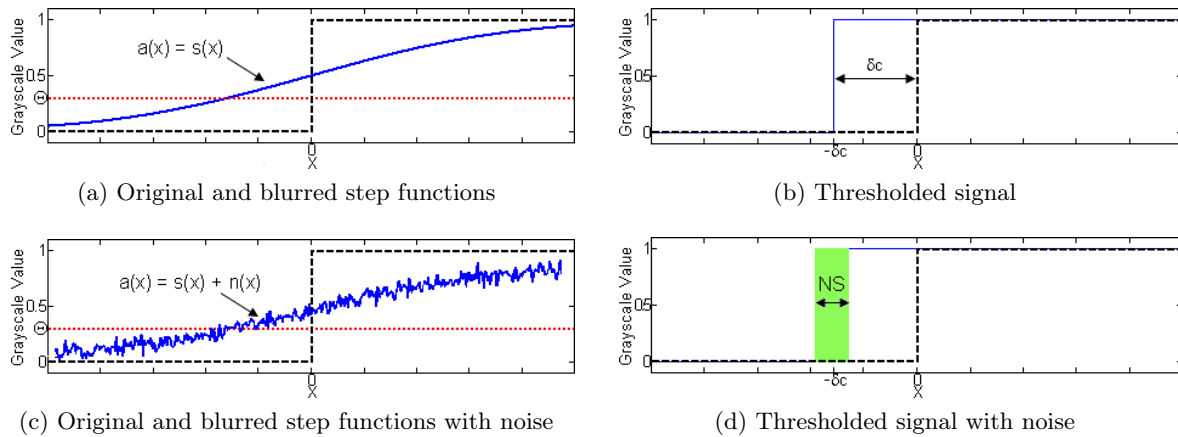 Grayscale Value
1
0.5
Θ
0
a(x) = s(x)
0
X
(a) Original and blurred step functions
Grayscale Value
1
0.5
0
δc
-δc
0
X
(b) Thresholded signal
Grayscale Value
1
0.5
Θ
0
a(x) = s(x) + n(x)
0
X
(c) Original and blurred step functions with noise
Grayscale Value
1
0.5
0
NS
-δc
0
X
(d) Thresholded signal with noise